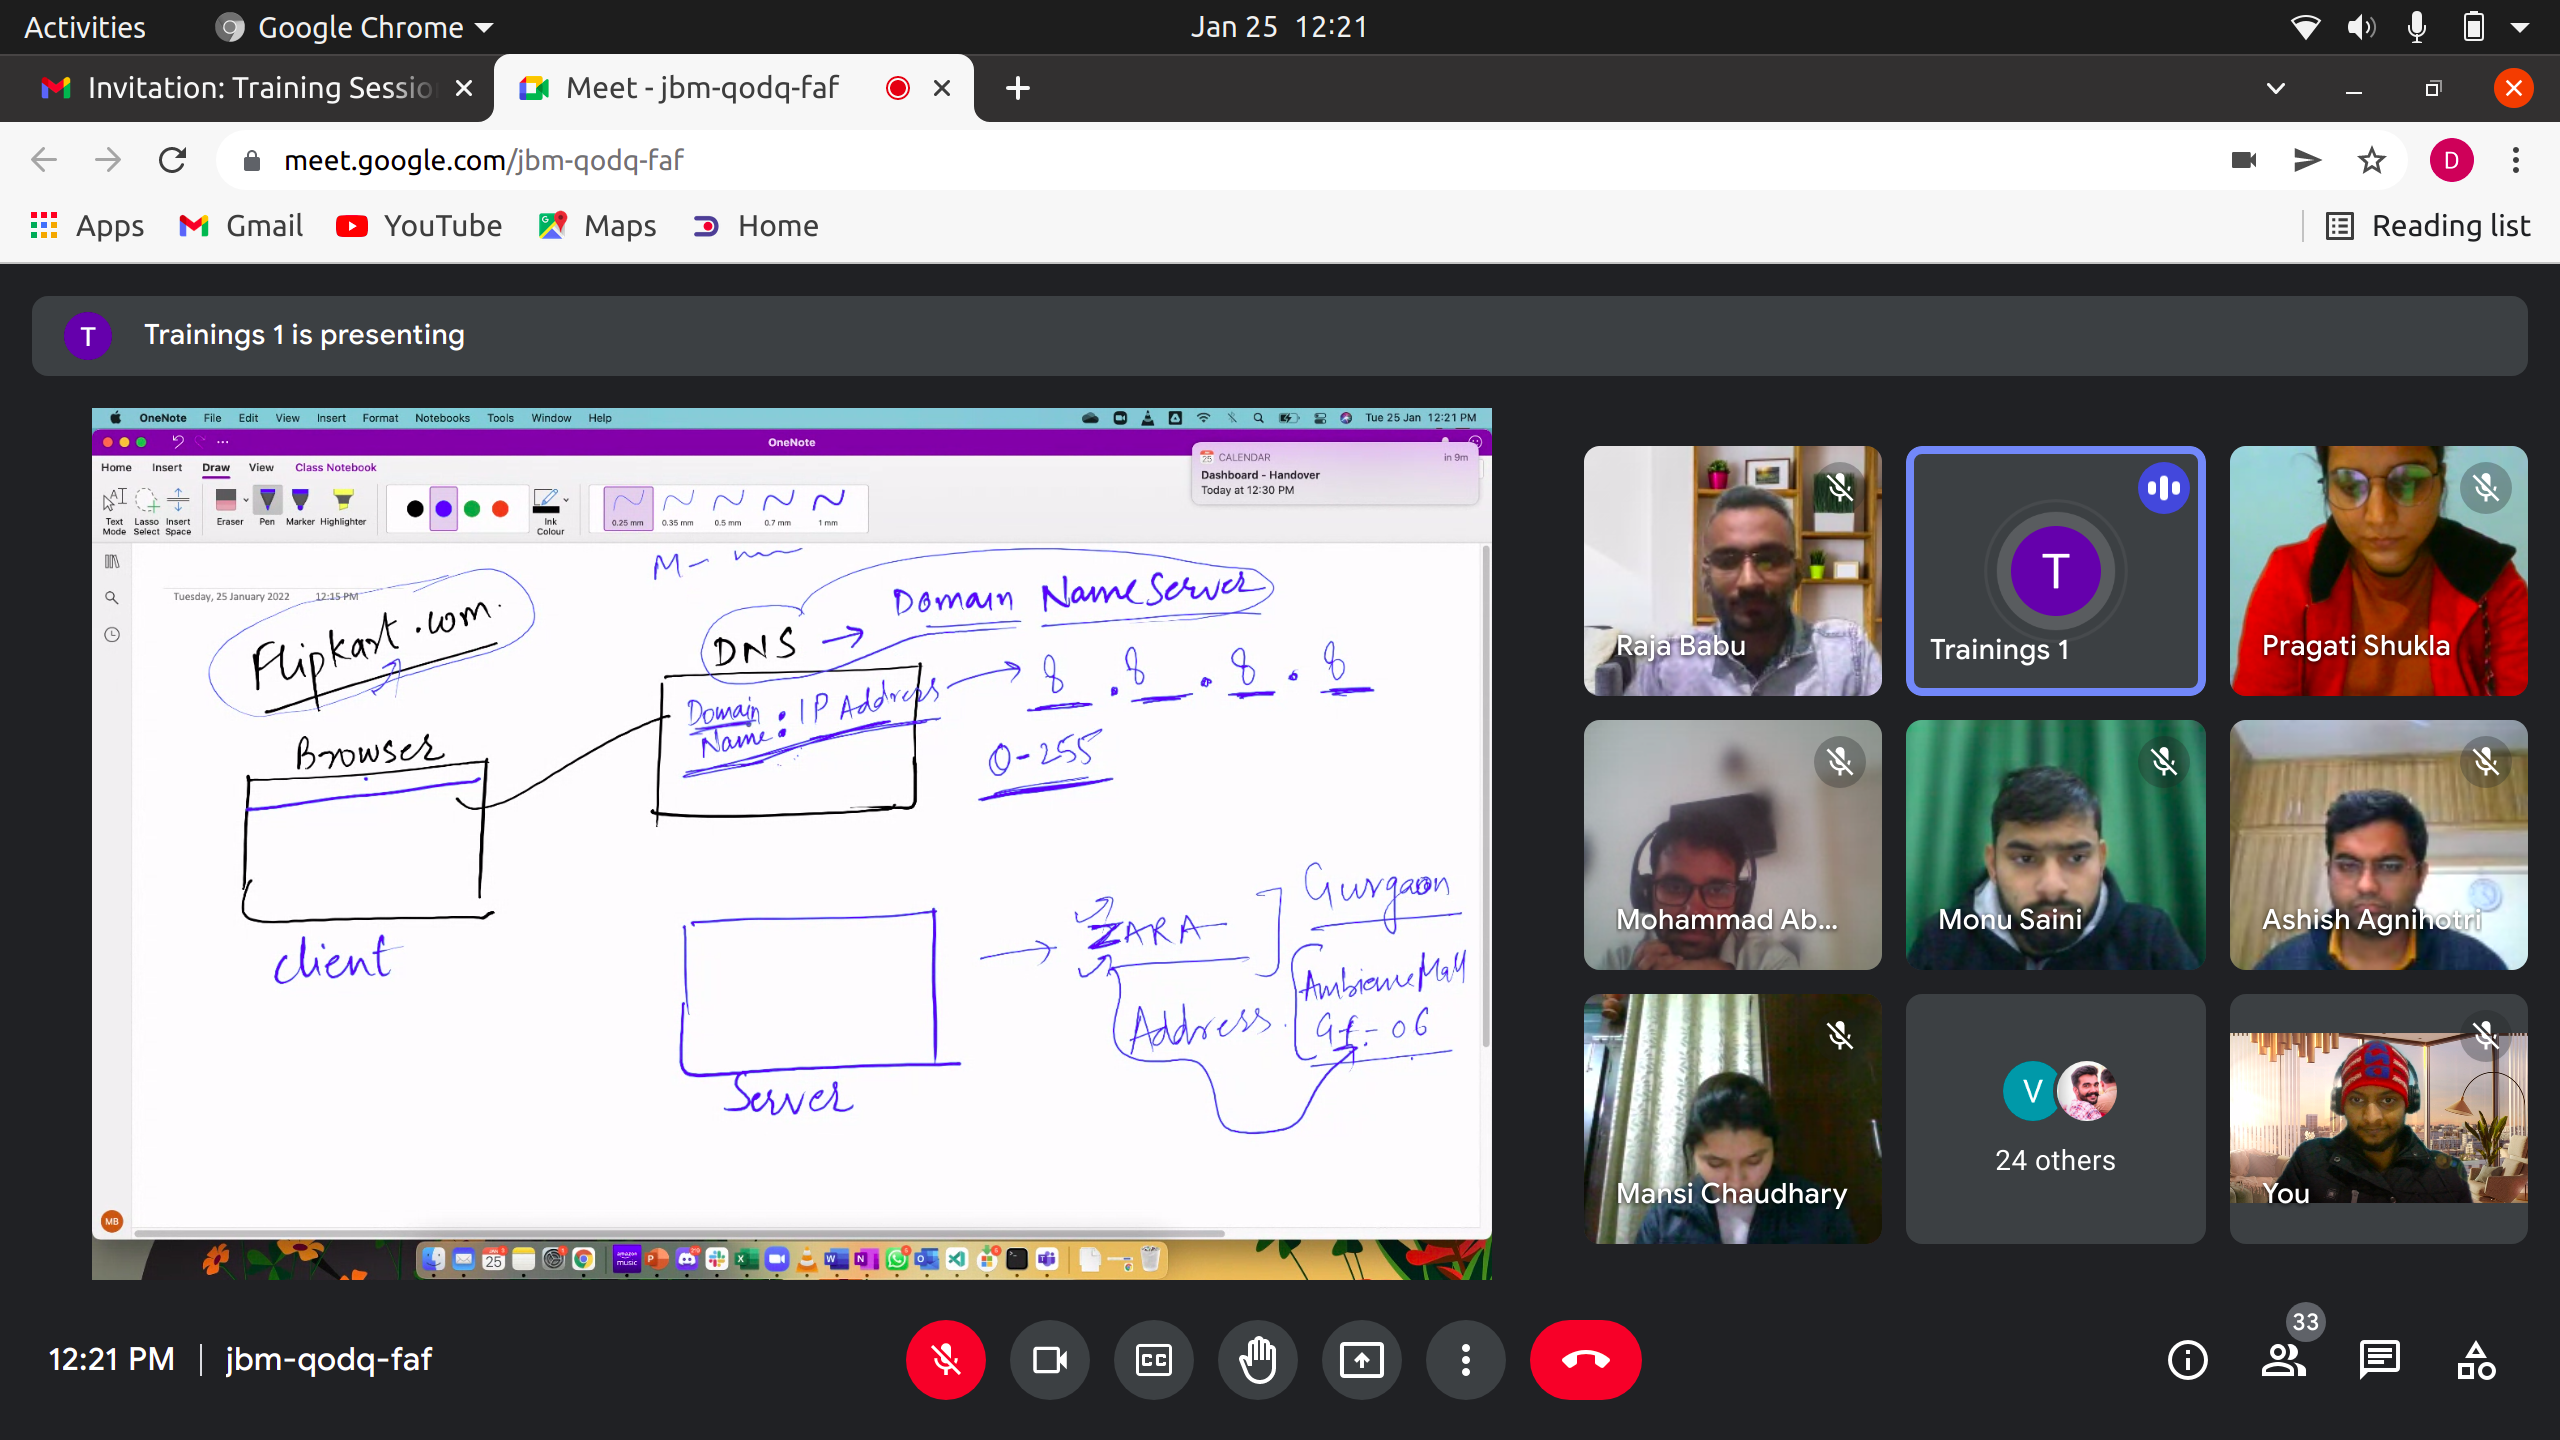 Activities
Google Chrome
Jan 25 12:21
Invitation: Training Sessio
Meet - jbm-qodq-faf
meet.google.com/jbm-qodq-faf
D
Apps
Gmail
YouTube
Maps
Home
Reading list
T
Trainings 1 is presenting
OneNote File Edit View Insert Format Notebooks Tools Window Help
Tue 25 Jan 12:21 PM
OneNote
Home Insert Draw View Class Notebook
CALENDAR
in 9m
Dashboard - Handover
Today at 12:30 PM
Text Mode
Lasso Select
Insert Space
Eraser
Pen
Marker
Highlighter
Ink Colour
0.25 mm
0.35 mm
0.5 mm
0.7 mm
1 mm
Tuesday, 25 January 2022 12:15 PM
Flipkart.com
DNS → Domain Name Server
Domain Name : IP Address → 8.8.8.8
0-255
Browser
client
Server
→ ZARA
Gurgaon
Address
Ambience Mall
Gf-06
MB
Raja Babu
T
Trainings 1
Pragati Shukla
Mohammad Ab...
Monu Saini
Ashish Agnihotri
Mansi Chaudhary
V
24 others
You
12:21 PM | jbm-qodq-faf
33